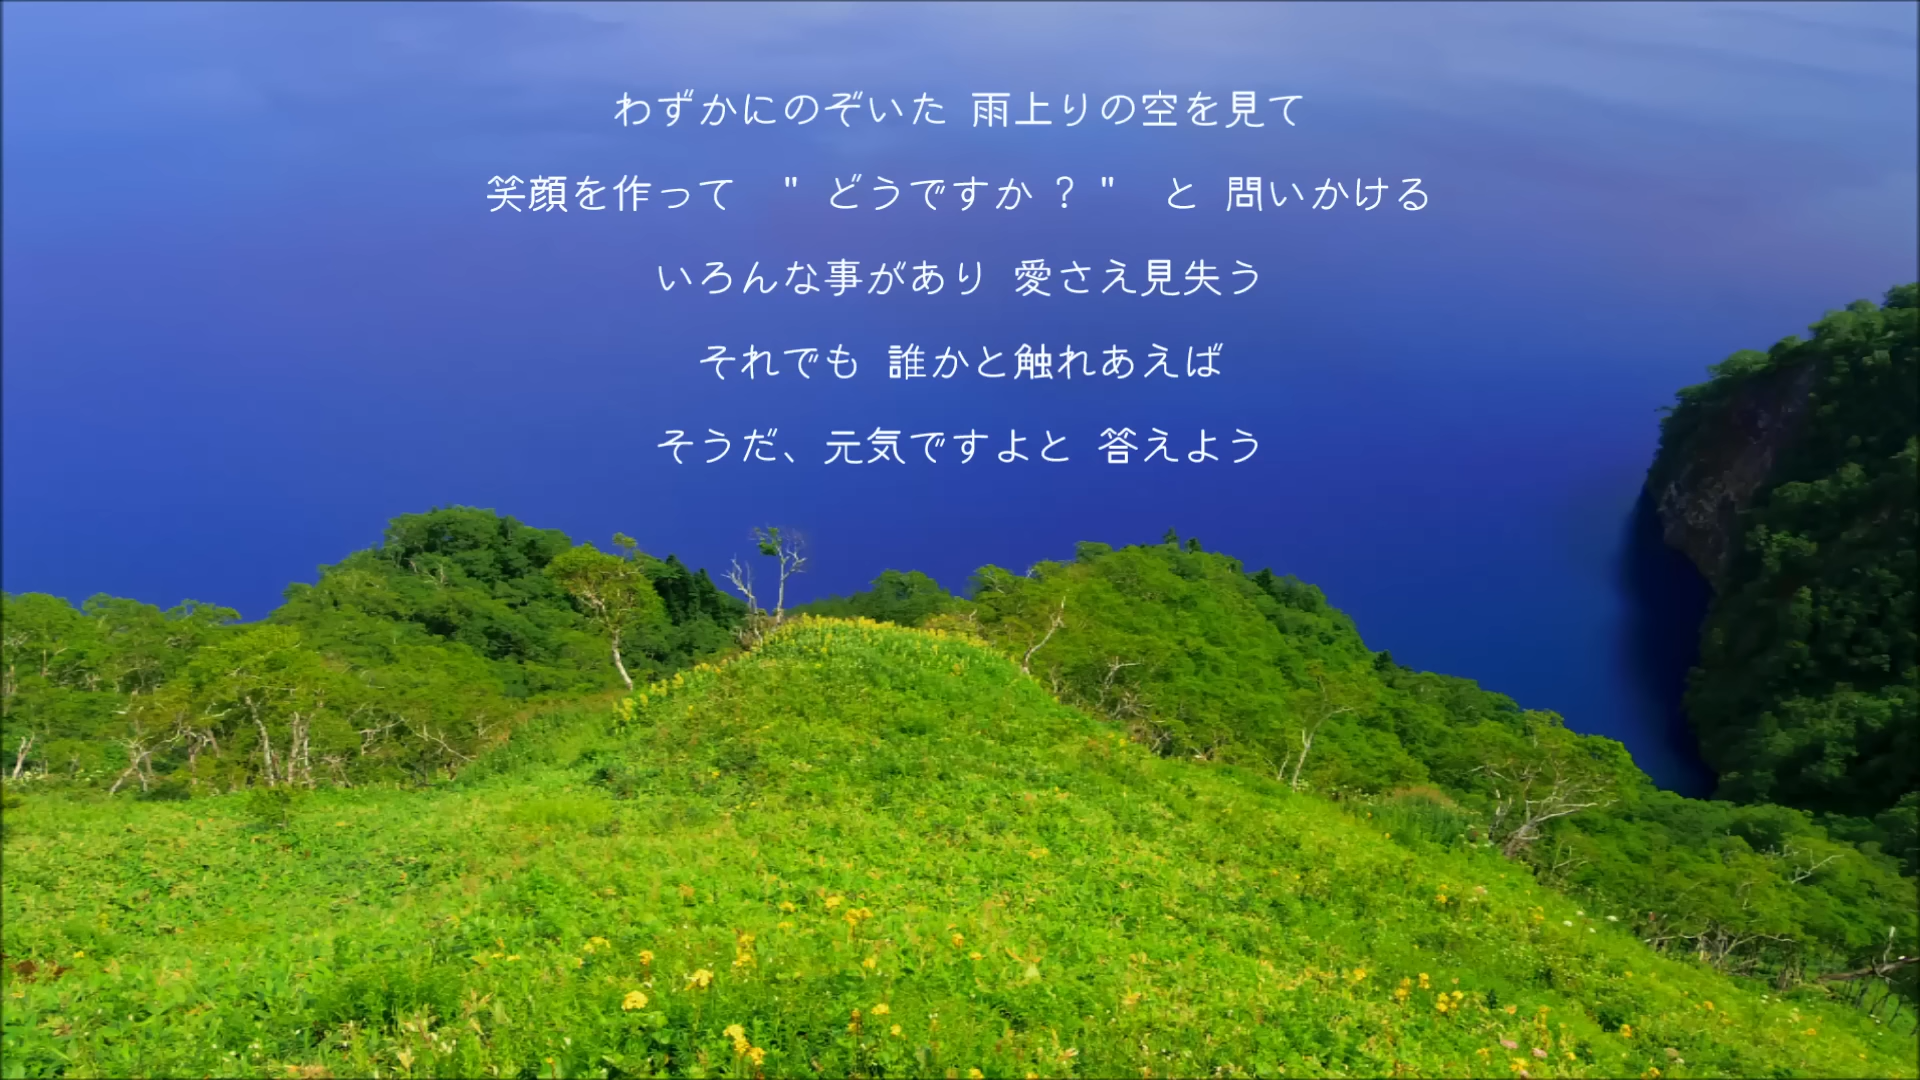 わずかにのぞいた 雨上りの空を見て
笑顔を作って " どうですか ? " と 問いかける
いろんな事があり 愛さえ見失う
それでも 誰かと触れあえば
そうだ、元気ですよと 答えよう